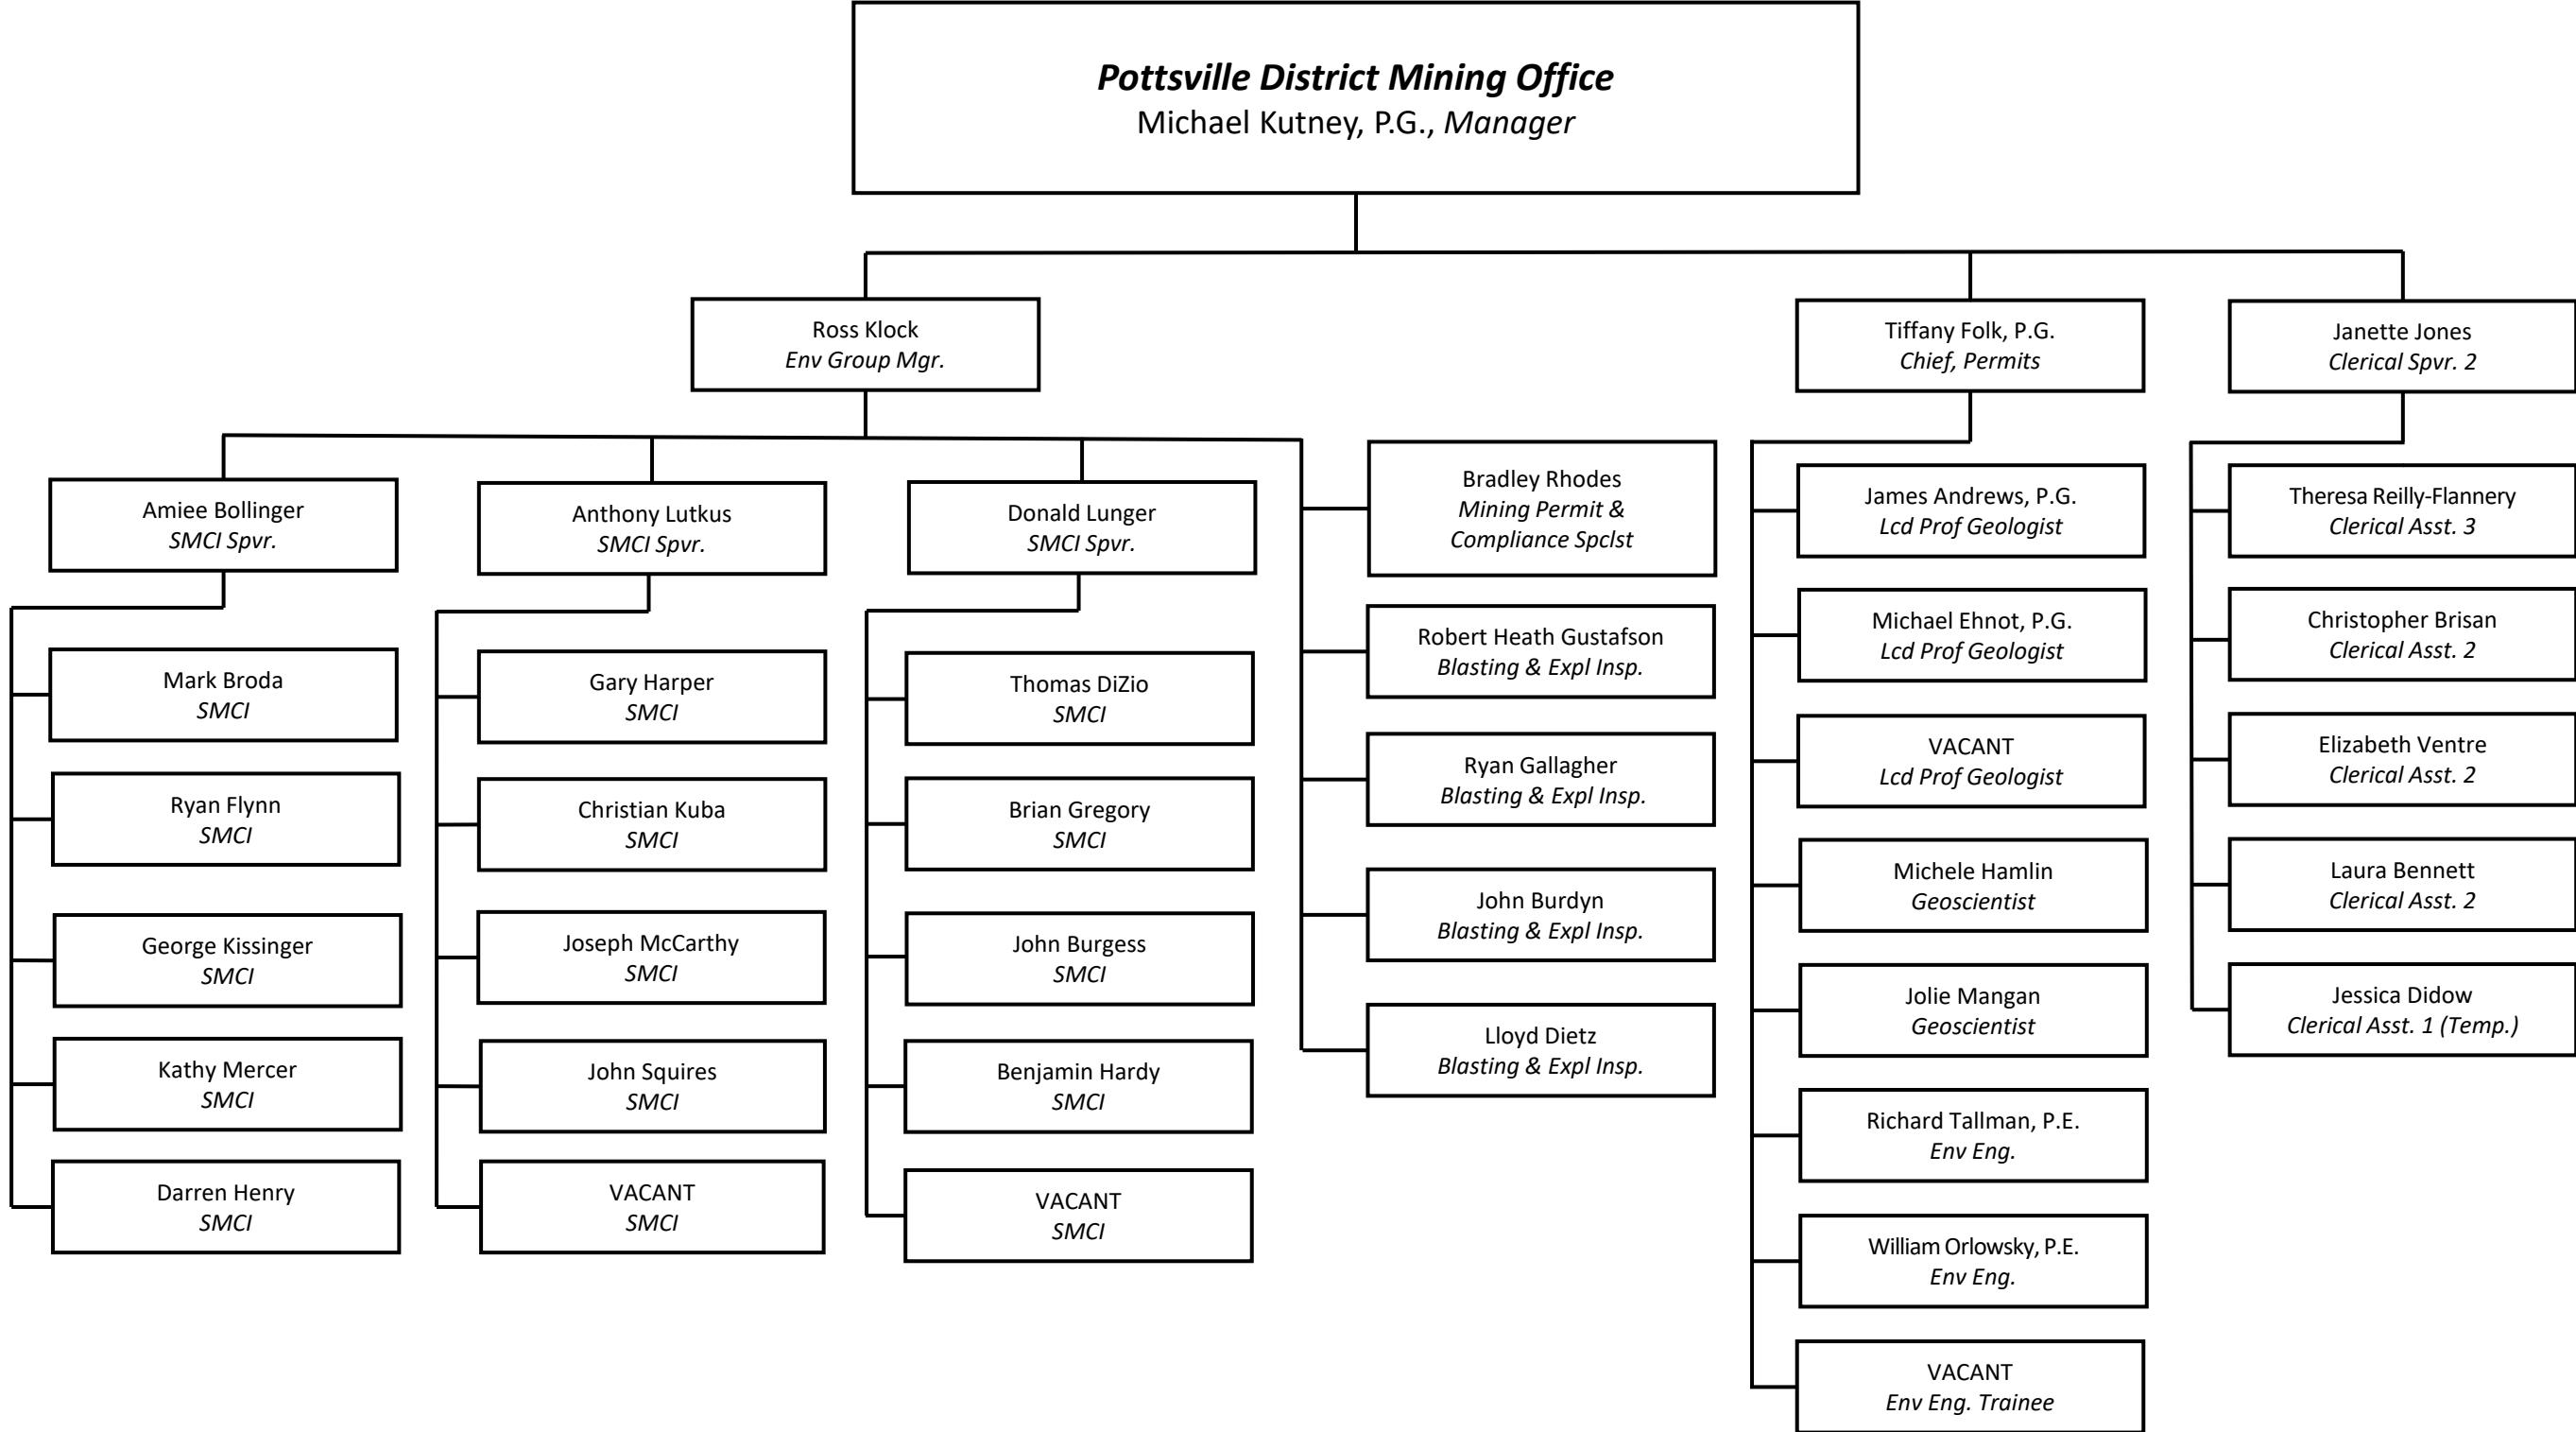 Pottsville District Mining Office
Michael Kutney, P.G., Manager
Ross Klock
Env Group Mgr.
Tiffany Folk, P.G.
Chief, Permits
Janette Jones
Clerical Spvr. 2
Amiee Bollinger
SMCI Spvr.
Mark Broda
SMCI
Ryan Flynn
SMCI
George Kissinger
SMCI
Kathy Mercer
SMCI
Darren Henry
SMCI
Anthony Lutkus
SMCI Spvr.
Gary Harper
SMCI
Christian Kuba
SMCI
Joseph McCarthy
SMCI
John Squires
SMCI
VACANT
SMCI
Donald Lunger
SMCI Spvr.
Thomas DiZio
SMCI
Brian Gregory
SMCI
John Burgess
SMCI
Benjamin Hardy
SMCI
VACANT
SMCI
Bradley Rhodes
Mining Permit &
Compliance Spclst
Robert Heath Gustafson
Blasting & Expl Insp.
Ryan Gallagher
Blasting & Expl Insp.
John Burdyn
Blasting & Expl Insp.
Lloyd Dietz
Blasting & Expl Insp.
James Andrews, P.G.
Lcd Prof Geologist
Michael Ehnot, P.G.
Lcd Prof Geologist
VACANT
Lcd Prof Geologist
Michele Hamlin
Geoscientist
Jolie Mangan
Geoscientist
Richard Tallman, P.E.
Env Eng.
William Orlowsky, P.E.
Env Eng.
VACANT
Env Eng. Trainee
Theresa Reilly-Flannery
Clerical Asst. 3
Christopher Brisan
Clerical Asst. 2
Elizabeth Ventre
Clerical Asst. 2
Laura Bennett
Clerical Asst. 2
Jessica Didow
Clerical Asst. 1 (Temp.)